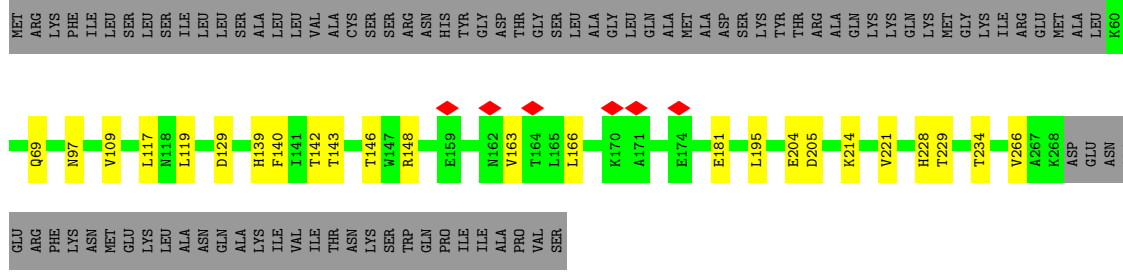 MET ARG LYS PHE ILE LEU SER LEU SER ILE LEU LEU SER ALA LEU LEU VAL ALA CYS SER SER ARG ASN HIS TYR GLY ASP THR GLY SER LEU ALA GLY LEU GLN ALA MET ALA ASP SER LYS TYR THR ARG ALA GLN LYS LYS GLN LYS MET GLY LYS ILE ARG GLU MET ALA LEU K60
Q69 N97 V109 L117 N118 L119 D129 H139 F140 I141 T142 T143 T146 W147 R148 E159 N162 V163 T164 L165 L166 K170 A171 E174 E181 L195 E204 D205 K214 V221 H228 T229 T234 V266 A267 K268 ASP GLU ASN
GLU ARG PHE LYS ASN MET GLU LYS LEU ALA ASN GLN ALA LYS ILE VAL ILE THR ASN LYS SER TRP GLN PRO ILE ILE ALA PRO VAL SER